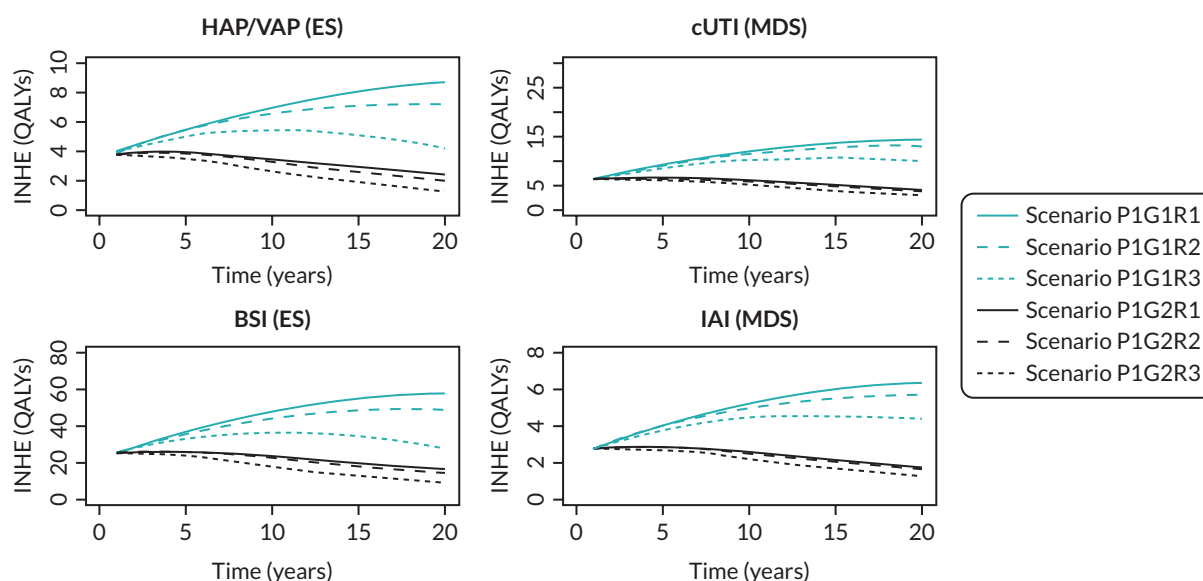 HAP/VAP (ES)
INHE (QALYs)
10
8
6
4
2
0
0 5 10 15 20
Time (years)
cUTI (MDS)
INHE (QALYs)
25
15
5
0
0 5 10 15 20
Time (years)
BSI (ES)
INHE (QALYs)
80
60
40
20
0
0 5 10 15 20
Time (years)
IAI (MDS)
INHE (QALYs)
8
6
4
2
0
0 5 10 15 20
Time (years)
Scenario P1G1R1
Scenario P1G1R2
Scenario P1G1R3
Scenario P1G2R1
Scenario P1G2R2
Scenario P1G2R3